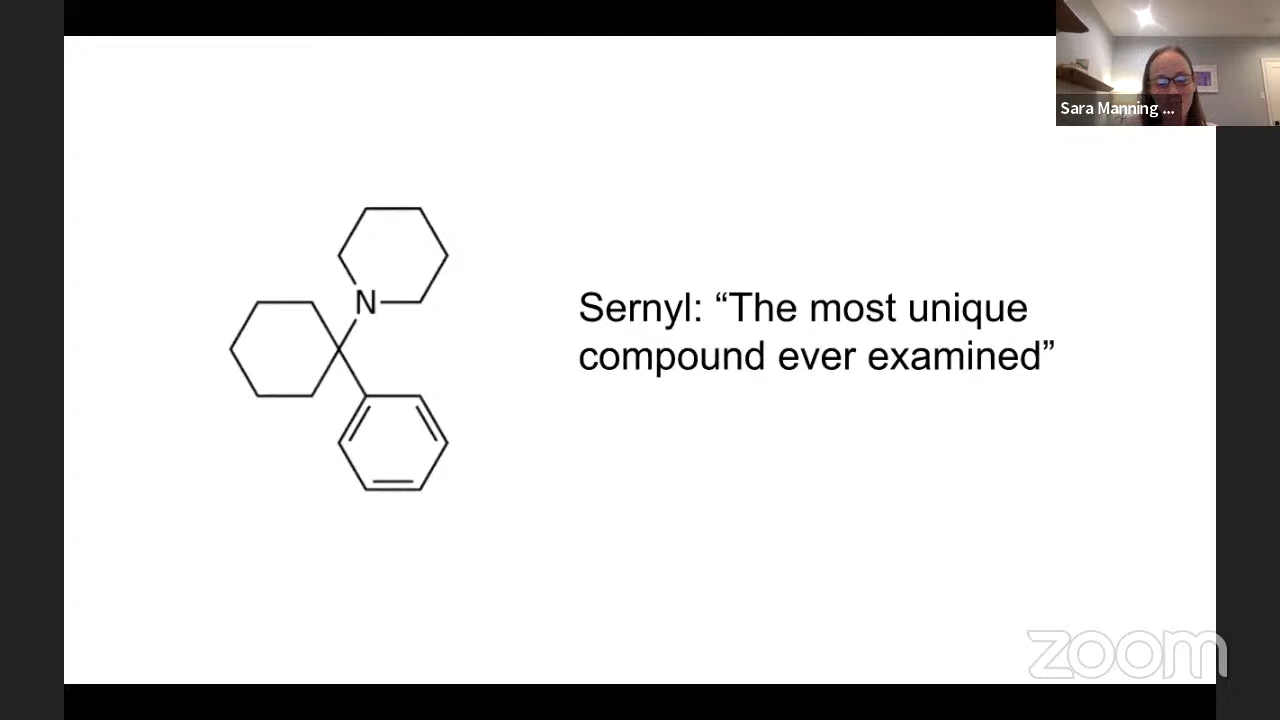 Sara Manning ...
N
Sernyl: “The most unique
compound ever examined”
zoom